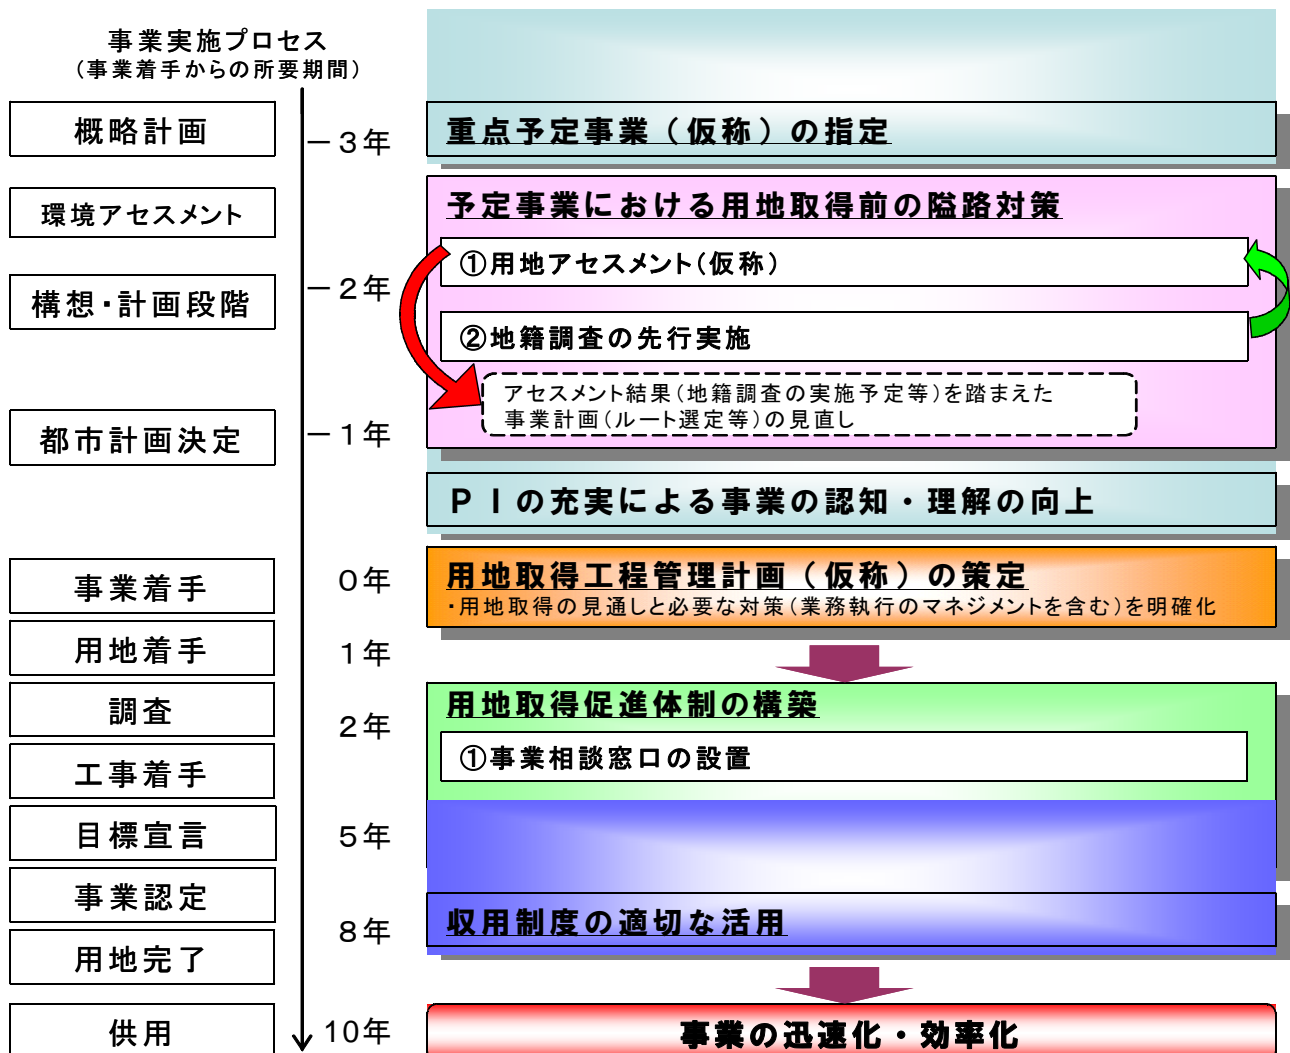 事業実施プロセス
(事業着手からの所要期間)
概略計画
環境アセスメント
構想・計画段階
都市計画決定
事業着手
用地着手
調査
工事着手
目標宣言
事業認定
用地完了
供用
－3年
－2年
－1年
0年
1年
2年
5年
8年
10年
重点予定事業（仮称）の指定
予定事業における用地取得前の隘路対策
①用地アセスメント(仮称)
②地籍調査の先行実施
アセスメント結果(地籍調査の実施予定等)を踏まえた
事業計画(ルート選定等)の見直し
ＰＩの充実による事業の認知・理解の向上
用地取得工程管理計画（仮称）の策定
・用地取得の見通しと必要な対策(業務執行のマネジメントを含む)を明確化
用地取得促進体制の構築
①事業相談窓口の設置
収用制度の適切な活用
事業の迅速化・効率化